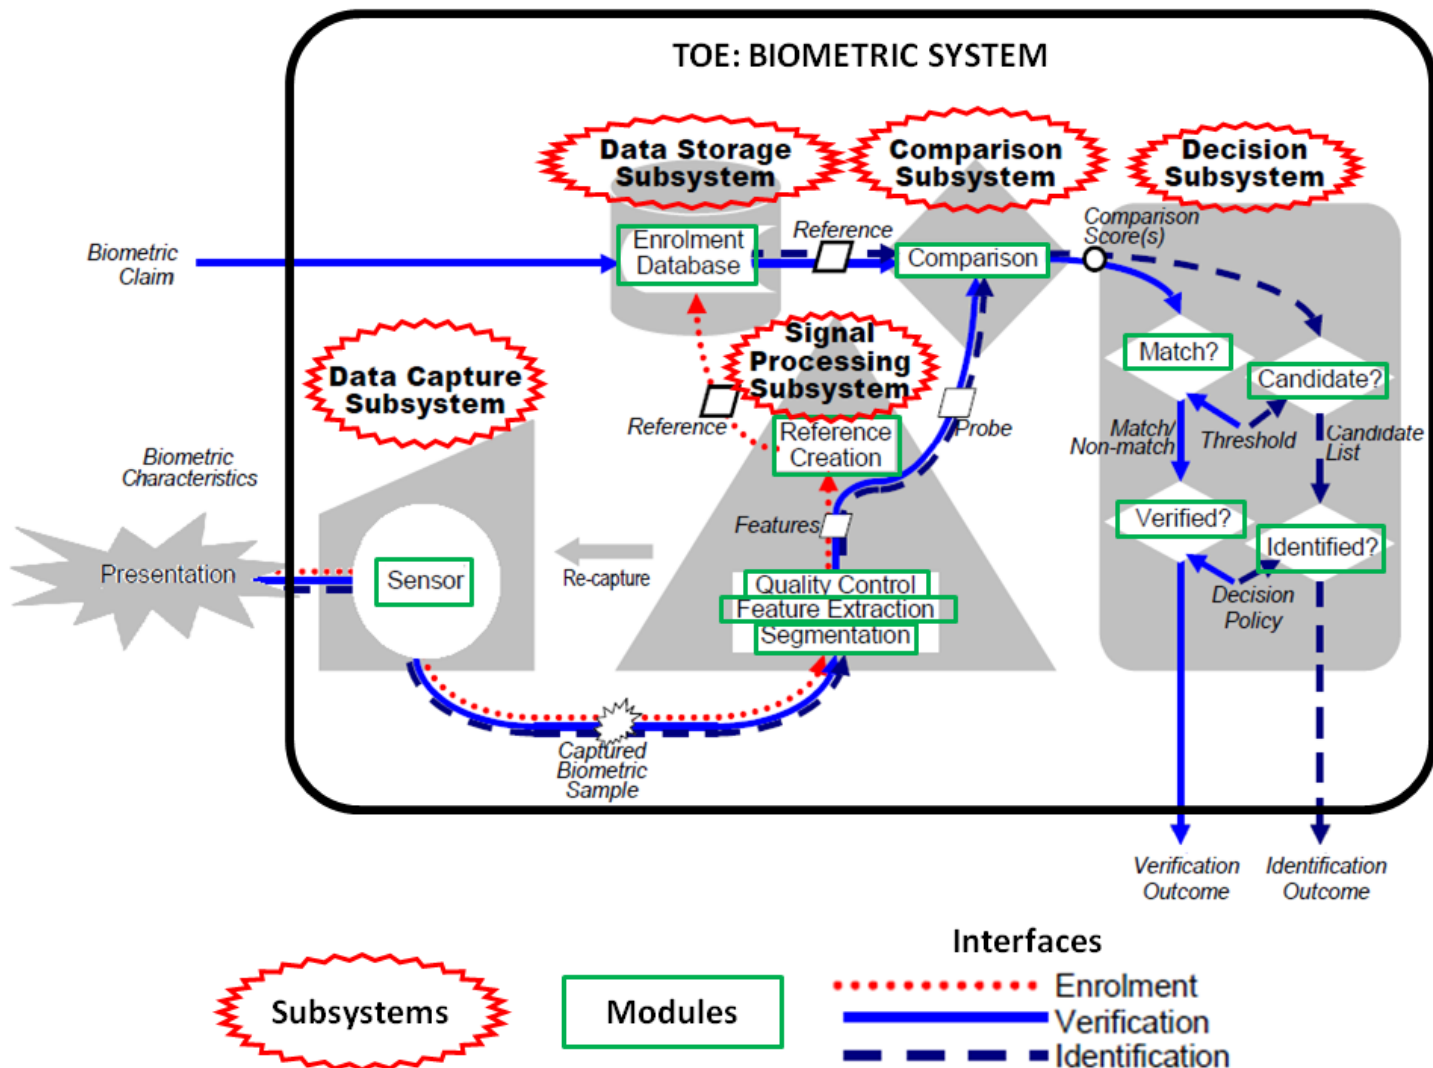 TOE: BIOMETRIC SYSTEM
Data Storage
Subsystem
Comparison
Subsystem
Decision
Subsystem
Biometric
Claim
Enrolment
Database
Reference
Comparison
Comparison
Score(s)
Data Capture
Subsystem
Signal
Processing
Subsystem
Match?
Candidate?
Reference
Reference
Creation
Probe
Match/
Non-match
Threshold
Candidate
List
Biometric
Characteristics
Presentation
Sensor
Re-capture
Features
Quality Control
Feature Extraction
Segmentation
Verified?
Identified?
Decision
Policy
Captured
Biometric
Sample
Verification
Outcome
Identification
Outcome
Subsystems
Modules
Interfaces
Enrolment
Verification
Identification